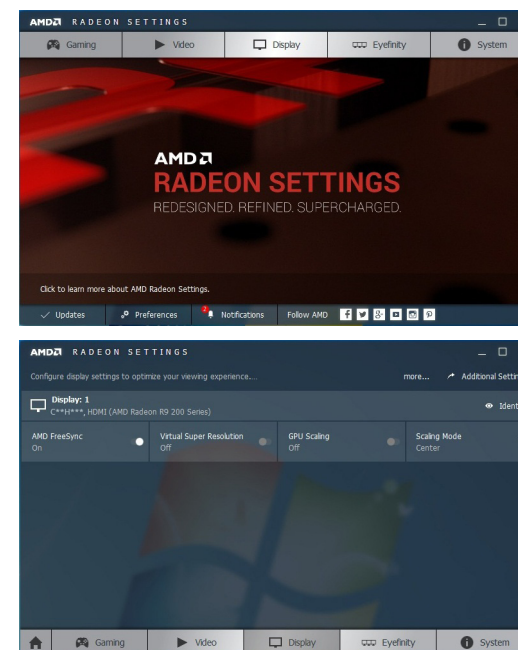 AMD RADEON SETTINGS
Gaming Video Display Eyefinity System
AMD
RADEON SETTINGS
REDESIGNED. REFINED. SUPERCHARGED.
Click to learn more about AMD Radeon Settings.
Updates Preferences 2 Notifications Follow AMD
AMD RADEON SETTINGS
Configure display settings to optimize your viewing experience.... more... Additional Settin
Display: 1
C**H***, HDMI (AMD Radeon R9 200 Series) Ident
AMD FreeSync Virtual Super Resolution GPU Scaling Scaling Mode
On Off Off Center
Gaming Video Display Eyefinity System